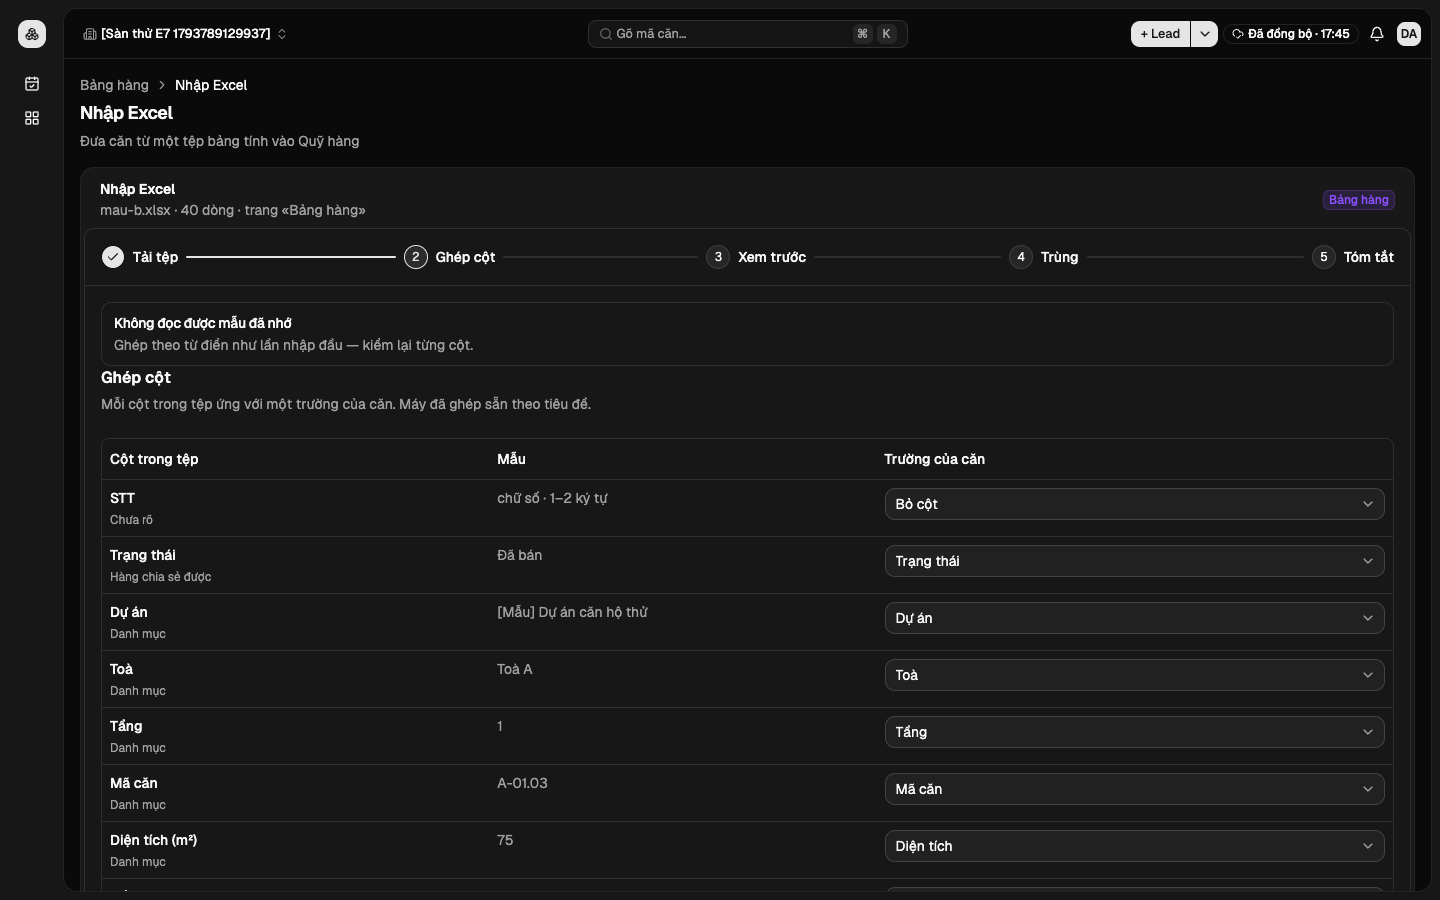 [Sàn thử E7 1793789129937]
Gõ mã căn...
⌘ K
+ Lead
Đã đồng bộ · 17:45
DA
Bảng hàng > Nhập Excel
Nhập Excel
Đưa căn từ một tệp bảng tính vào Quỹ hàng
Nhập Excel
mau-b.xlsx · 40 dòng · trang «Bảng hàng»
Bảng hàng
Tải tệp
2 Ghép cột
3 Xem trước
4 Trùng
5 Tóm tắt
Không đọc được mẫu đã nhớ
Ghép theo từ điển như lần nhập đầu — kiểm lại từng cột.
Ghép cột
Mỗi cột trong tệp ứng với một trường của căn. Máy đã ghép sẵn theo tiêu đề.
Cột trong tệp Mẫu Trường của căn
STT chữ số · 1–2 ký tự Bỏ cột
Chưa rõ
Trạng thái Đã bán Trạng thái
Hàng chia sẻ được
Dự án [Mẫu] Dự án căn hộ thử Dự án
Danh mục
Toà Toà A Toà
Danh mục
Tầng 1 Tầng
Danh mục
Mã căn A-01.03 Mã căn
Danh mục
Diện tích (m²) 75 Diện tích
Danh mục